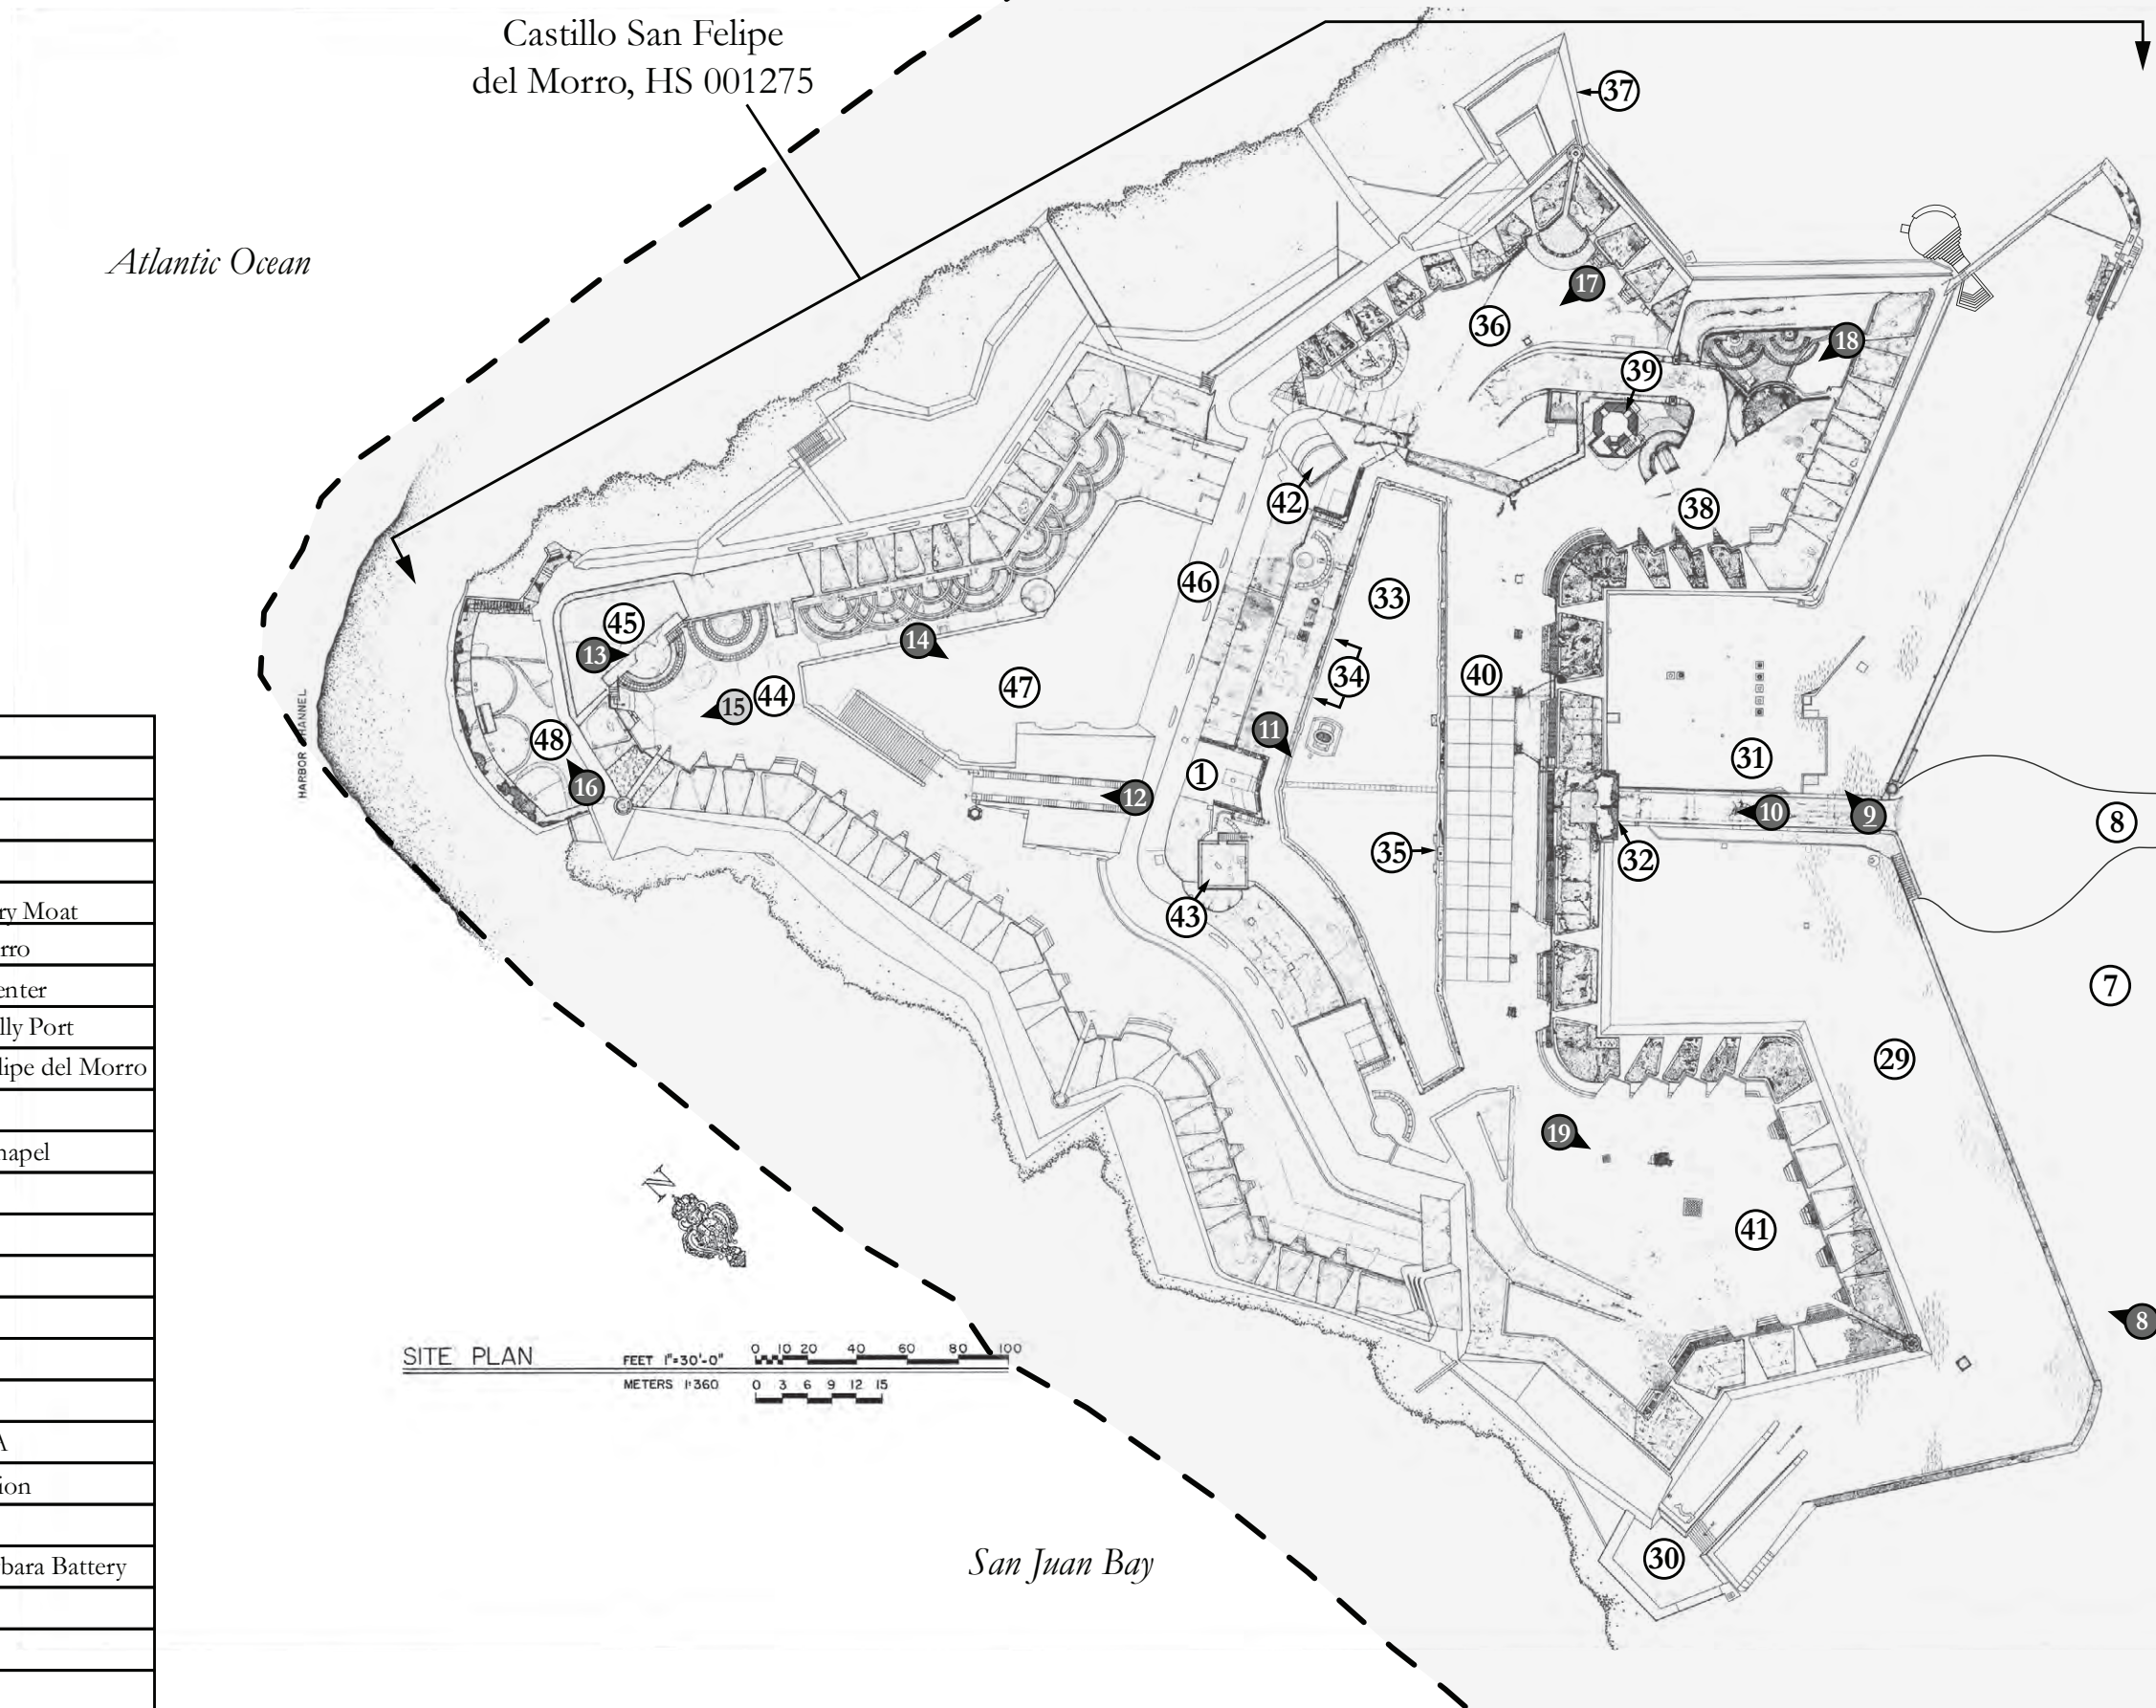 Castillo San Felipe
del Morro, HS 001275
37
Atlantic Ocean
17
36
18
39
42
38
46
33
45
13
14
34
40
47
15
44
11
48
1
31
16
12
10
9
8
35
32
43
7
29
19
41
8
30
HARBOR CHANNEL
N
SITE PLAN
FEET 1"=30'-0"
0 10 20 40 60 80 100
METERS 1:360
0 3 6 9 12 15
San Juan Bay
ry Moat
rro
enter
lly Port
lipe del Morro
hapel
A
ion
bara Battery